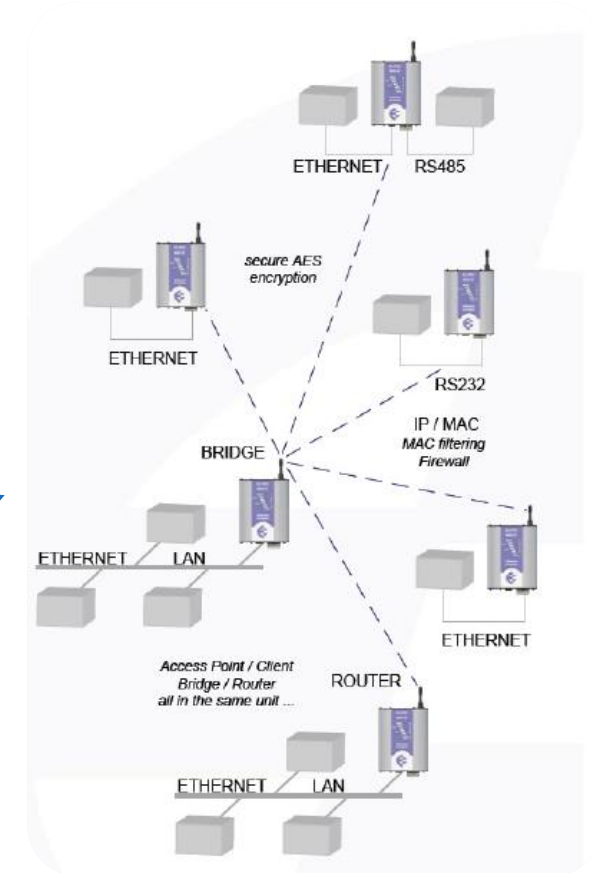 ETHERNET RS485
secure AES
encryption
ETHERNET
RS232
IP / MAC
MAC filtering
Firewall
BRIDGE
ETHERNET LAN
ETHERNET
Access Point / Client
Bridge / Router
all in the same unit ...
ROUTER
ETHERNET LAN